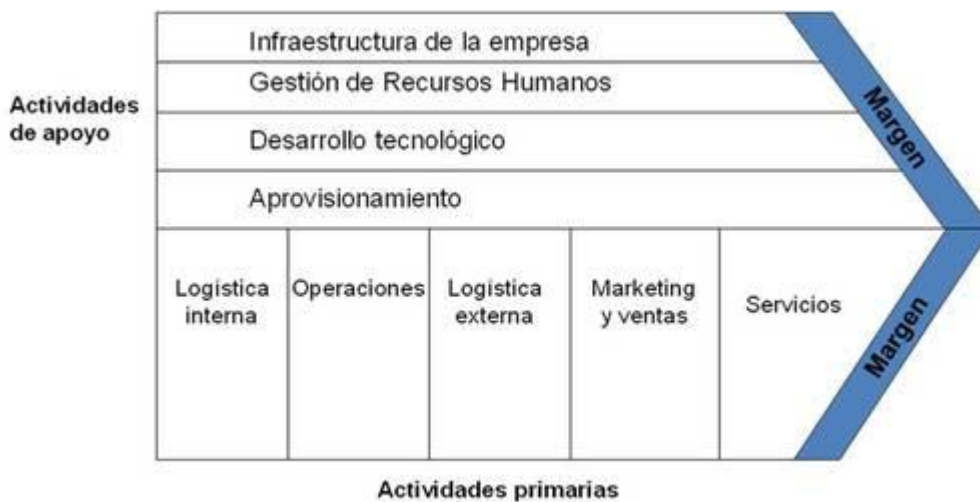 Infraestructura de la empresa
Gestión de Recursos Humanos
Actividades
de apoyo
Desarrollo tecnológico
Aprovisionamiento
Margen
Logística
interna
Operaciones
Logística
externa
Marketing
y ventas
Servicios
Margen
Actividades primarias